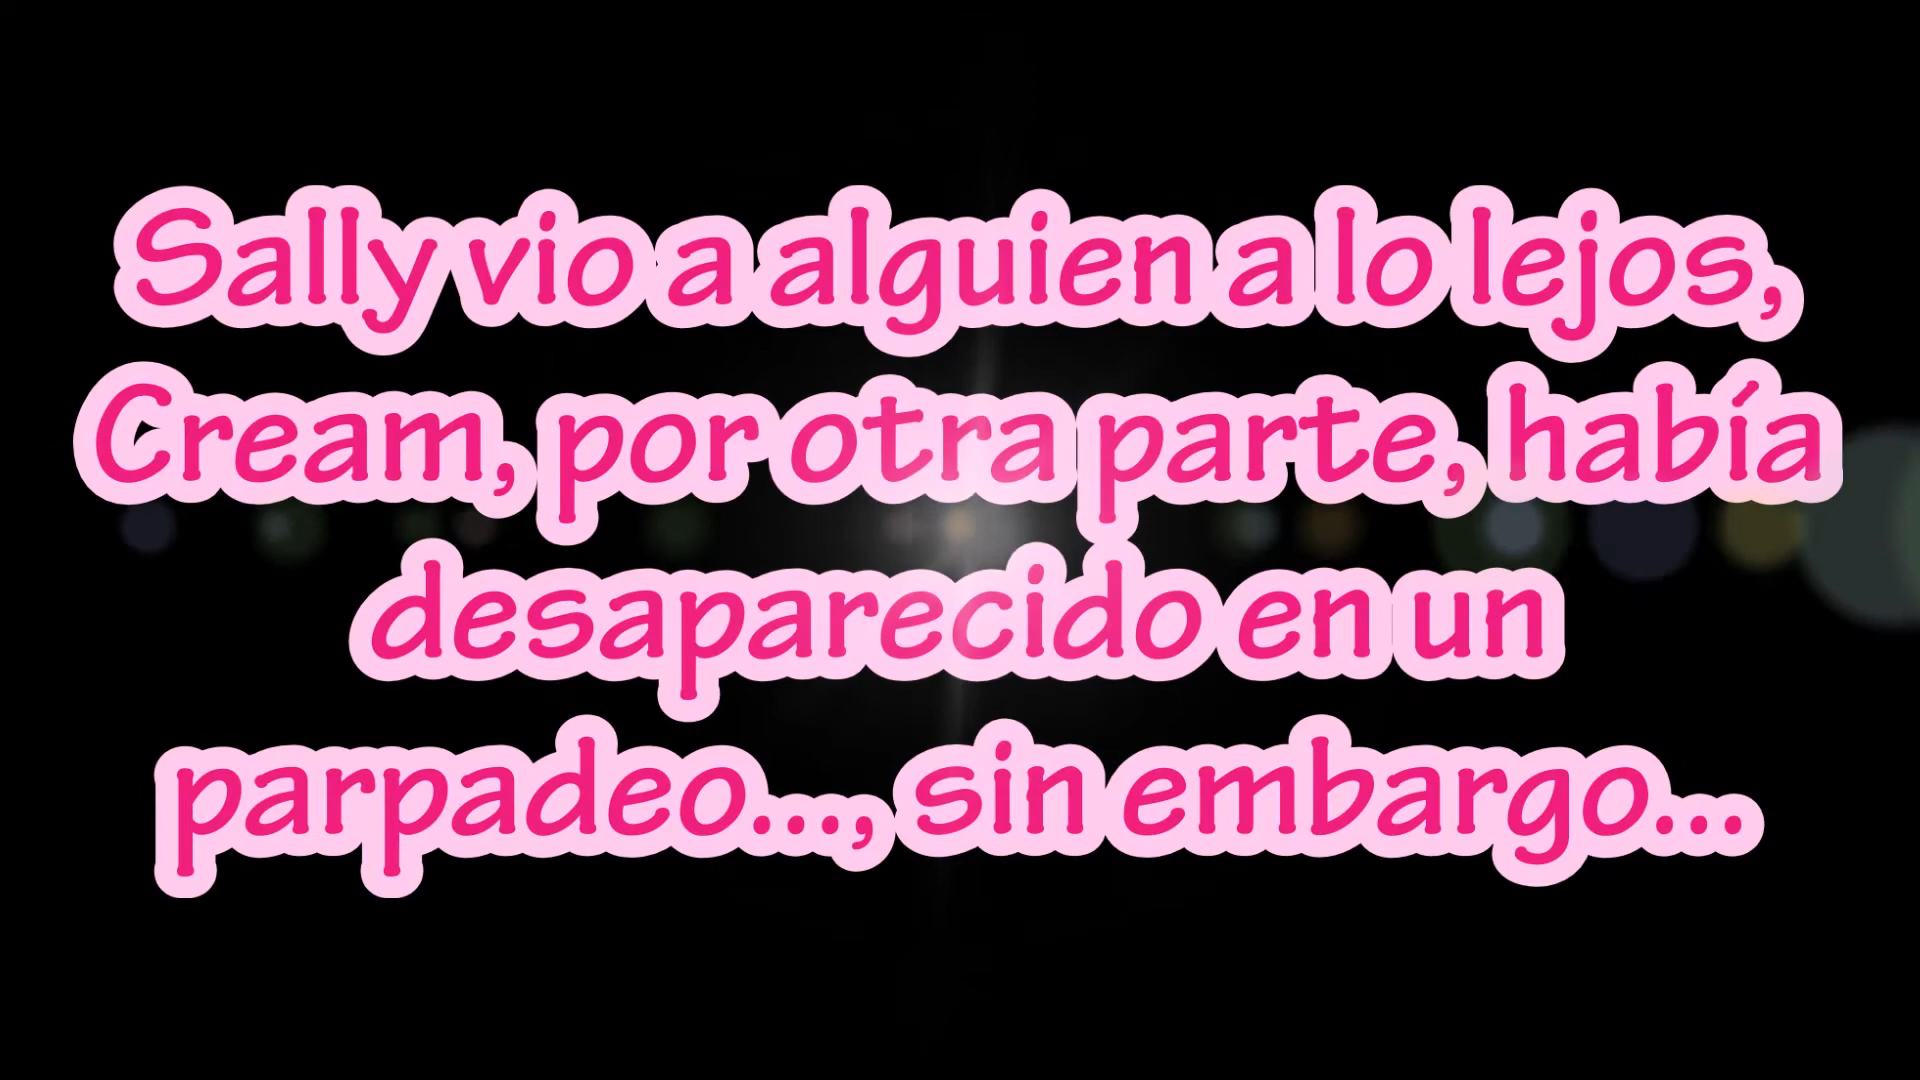 Sally vio a alguien a lo lejos,
Cream, por otra parte, había
desaparecido en un
parpadeo..., sin embargo...